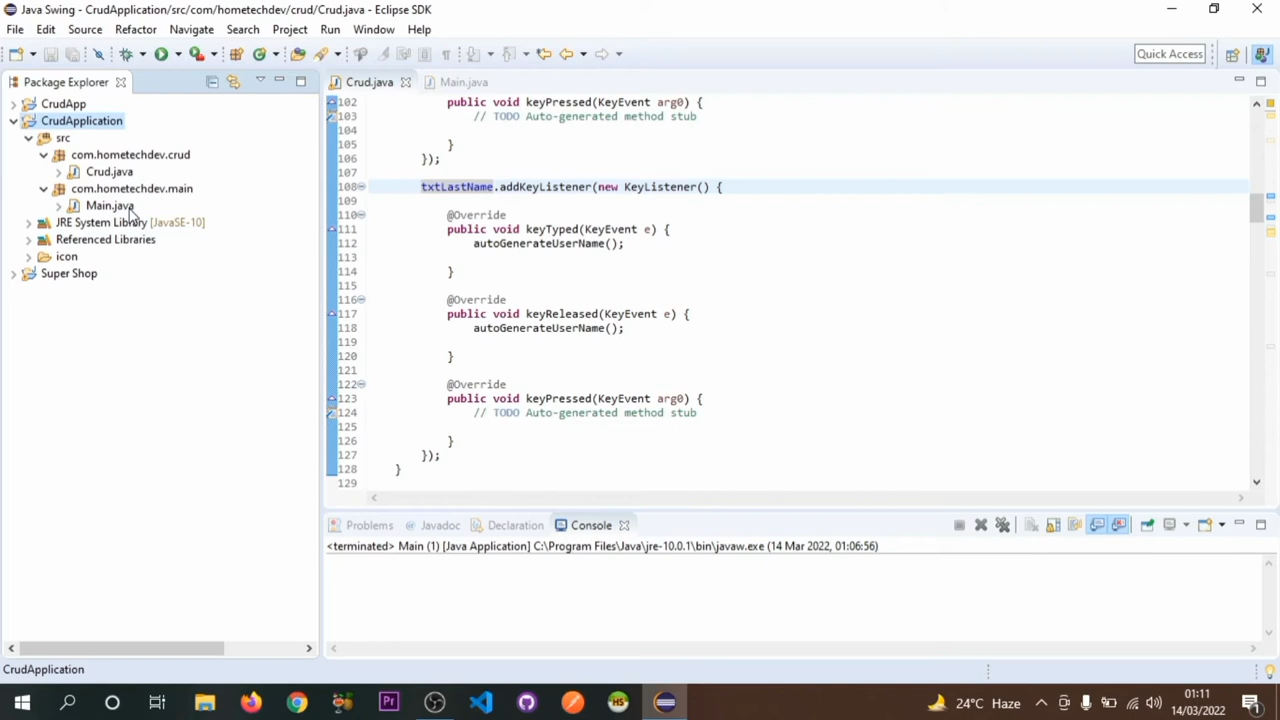 Java Swing - CrudApplication/src/com/hometechdev/crud/Crud.java - Eclipse SDK
File Edit Source Refactor Navigate Search Project Run Window Help
Quick Access
Package Explorer
CrudApp
CrudApplication
src
com.hometechdev.crud
Crud.java
com.hometechdev.main
Main.java
JRE System Library [JavaSE-10]
Referenced Libraries
icon
Super Shop
Crud.java Main.java
102 public void keyPressed(KeyEvent arg0) {
103 // TODO Auto-generated method stub
104
105 }
106 });
107
108 txtLastName.addKeyListener(new KeyListener() {
109
110 @Override
111 public void keyTyped(KeyEvent e) {
112 autoGenerateUserName();
113
114 }
115
116 @Override
117 public void keyReleased(KeyEvent e) {
118 autoGenerateUserName();
119
120 }
121
122 @Override
123 public void keyPressed(KeyEvent arg0) {
124 // TODO Auto-generated method stub
125
126 }
127 });
128 }
129
Problems Javadoc Declaration Console
<terminated> Main (1) [Java Application] C:\Program Files\Java\jre-10.0.1\bin\javaw.exe (14 Mar 2022, 01:06:56)
CrudApplication
Pr
HS
24°C Haze
01:11
14/03/2022
1